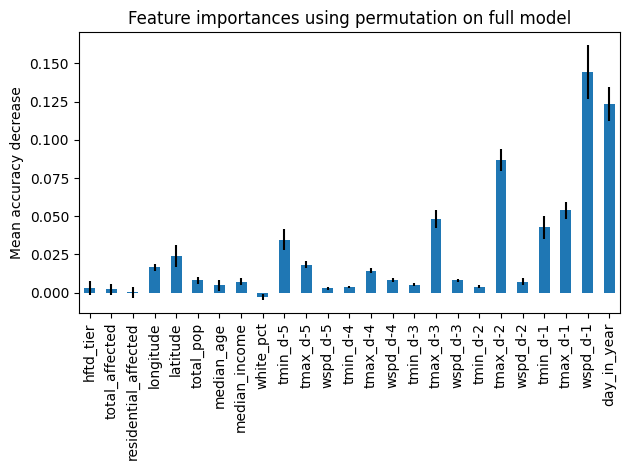 Feature importances using permutation on full model
Mean accuracy decrease
0.150
0.125
0.100
0.075
0.050
0.025
0.000
hftd_tier
total_affected
residential_affected
longitude
latitude
total_pop
median_age
median_income
white_pct
tmin_d-5
tmax_d-5
wspd_d-5
tmin_d-4
tmax_d-4
wspd_d-4
tmin_d-3
tmax_d-3
wspd_d-3
tmin_d-2
tmax_d-2
wspd_d-2
tmin_d-1
tmax_d-1
wspd_d-1
day_in_year